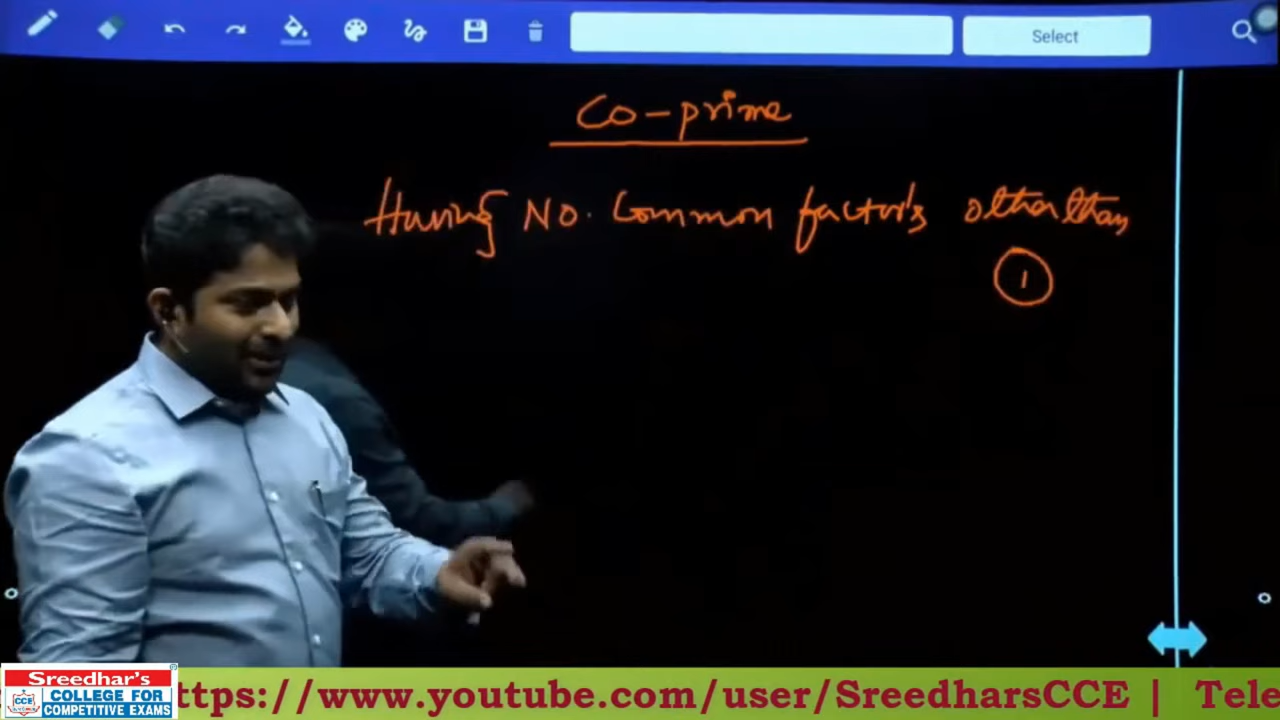 Select
Co-prime
Having No. Common factor's other than
1
Sreedhar's
CCE
COLLEGE FOR
COMPETITIVE EXAMS
ttps://www.youtube.com/user/SreedharsCCE | Tele